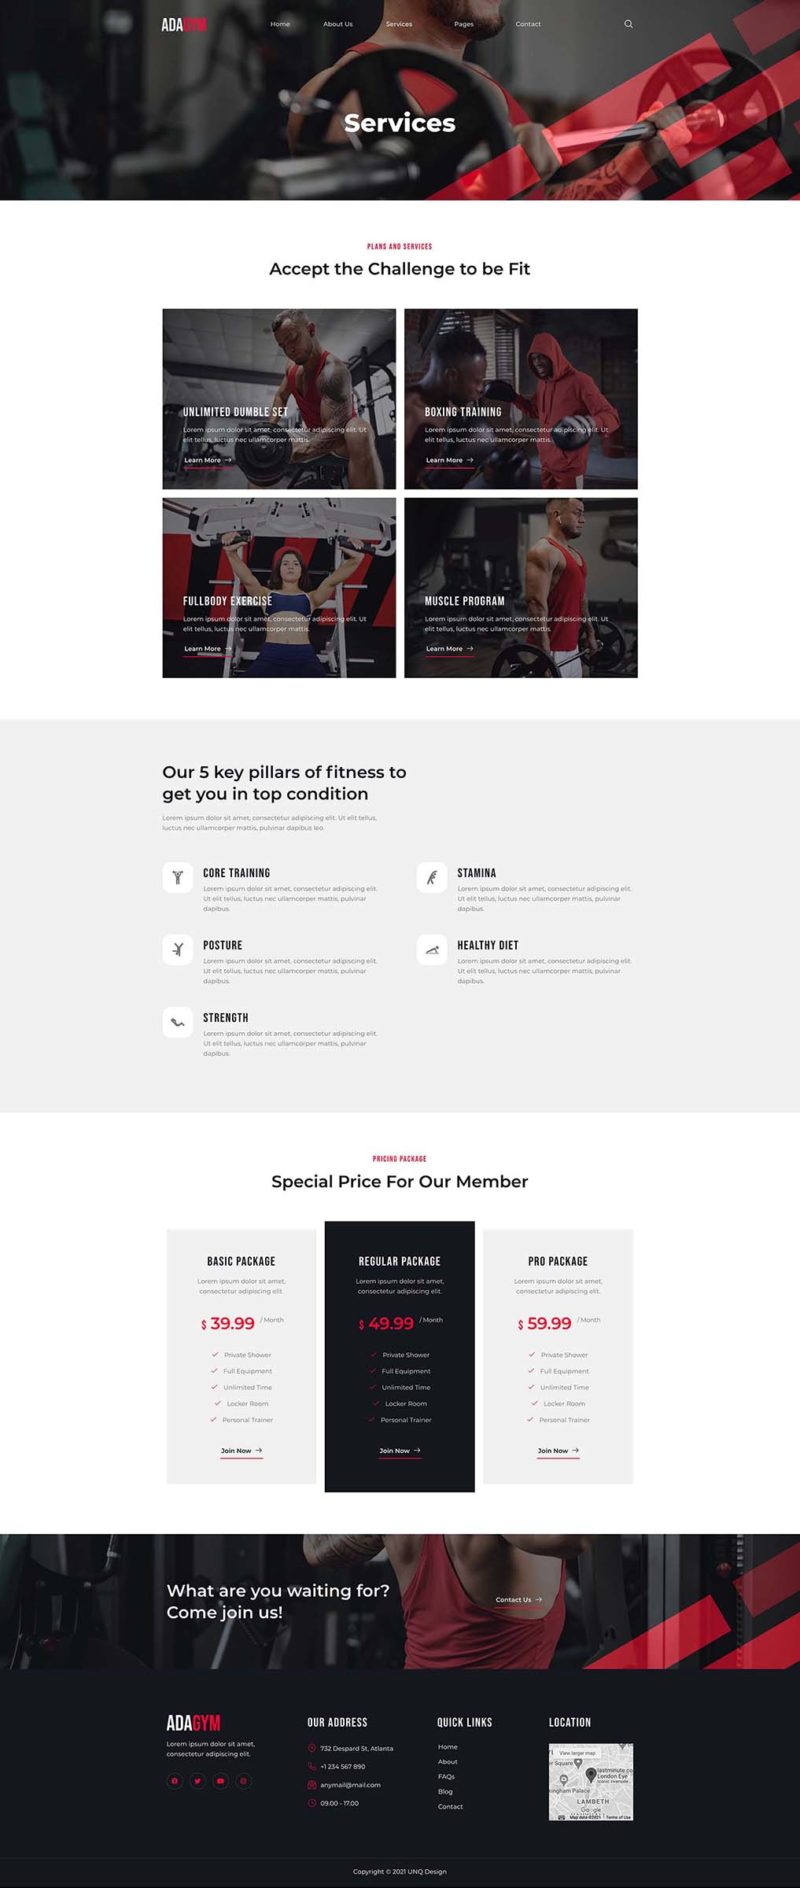 ADAGYM
Home About Us Services Pages Contact
Services
PLANS AND SERVICES
Accept the Challenge to be Fit
UNLIMITED DUMBLE SET
Lorem ipsum dolor sit amet, consectetur adipiscing elit. Ut
elit tellus, luctus nec ullamcorper mattis.
Learn More
BOXING TRAINING
Lorem ipsum dolor sit amet, consectetur adipiscing elit. Ut
elit tellus, luctus nec ullamcorper mattis.
Learn More
FULLBODY EXERCISE
Lorem ipsum dolor sit amet, consectetur adipiscing elit. Ut
elit tellus, luctus nec ullamcorper mattis.
Learn More
MUSCLE PROGRAM
Lorem ipsum dolor sit amet, consectetur adipiscing elit. Ut
elit tellus, luctus nec ullamcorper mattis.
Learn More
Our 5 key pillars of fitness to
get you in top condition
Lorem ipsum dolor sit amet, consectetur adipiscing elit. Ut elit tellus,
luctus nec ullamcorper mattis, pulvinar dapibus leo.
CORE TRAINING
Lorem ipsum dolor sit amet, consectetur adipiscing elit.
Ut elit tellus, luctus nec ullamcorper mattis, pulvinar
dapibus.
STAMINA
Lorem ipsum dolor sit amet, consectetur adipiscing elit.
Ut elit tellus, luctus nec ullamcorper mattis, pulvinar
dapibus.
POSTURE
Lorem ipsum dolor sit amet, consectetur adipiscing elit.
Ut elit tellus, luctus nec ullamcorper mattis, pulvinar
dapibus.
HEALTHY DIET
Lorem ipsum dolor sit amet, consectetur adipiscing elit.
Ut elit tellus, luctus nec ullamcorper mattis, pulvinar
dapibus.
STRENGTH
Lorem ipsum dolor sit amet, consectetur adipiscing elit.
Ut elit tellus, luctus nec ullamcorper mattis, pulvinar
dapibus.
PRICING PACKAGE
Special Price For Our Member
BASIC PACKAGE
Lorem ipsum dolor sit amet,
consectetur adipiscing elit.
$ 39.99 / Month
Private Shower
Full Equipment
Unlimited Time
Locker Room
Personal Trainer
Join Now
REGULAR PACKAGE
Lorem ipsum dolor sit amet,
consectetur adipiscing elit.
$ 49.99 / Month
Private Shower
Full Equipment
Unlimited Time
Locker Room
Personal Trainer
Join Now
PRO PACKAGE
Lorem ipsum dolor sit amet,
consectetur adipiscing elit.
$ 59.99 / Month
Private Shower
Full Equipment
Unlimited Time
Locker Room
Personal Trainer
Join Now
What are you waiting for?
Come join us!
Contact Us
ADAGYM
Lorem ipsum dolor sit amet,
consectetur adipiscing elit.
OUR ADDRESS
732 Despard St, Atlanta
+1 234 567 890
anymail@mail.com
09.00 - 17.00
QUICK LINKS
Home
About
FAQs
Blog
Contact
LOCATION
View larger map
r Square
lastminute.co
London Eye
Iconic riverside
ingham Palace
LAMBETH
Google
Map data ©2021 Terms of Use
Copyright © 2021 UNQ Design